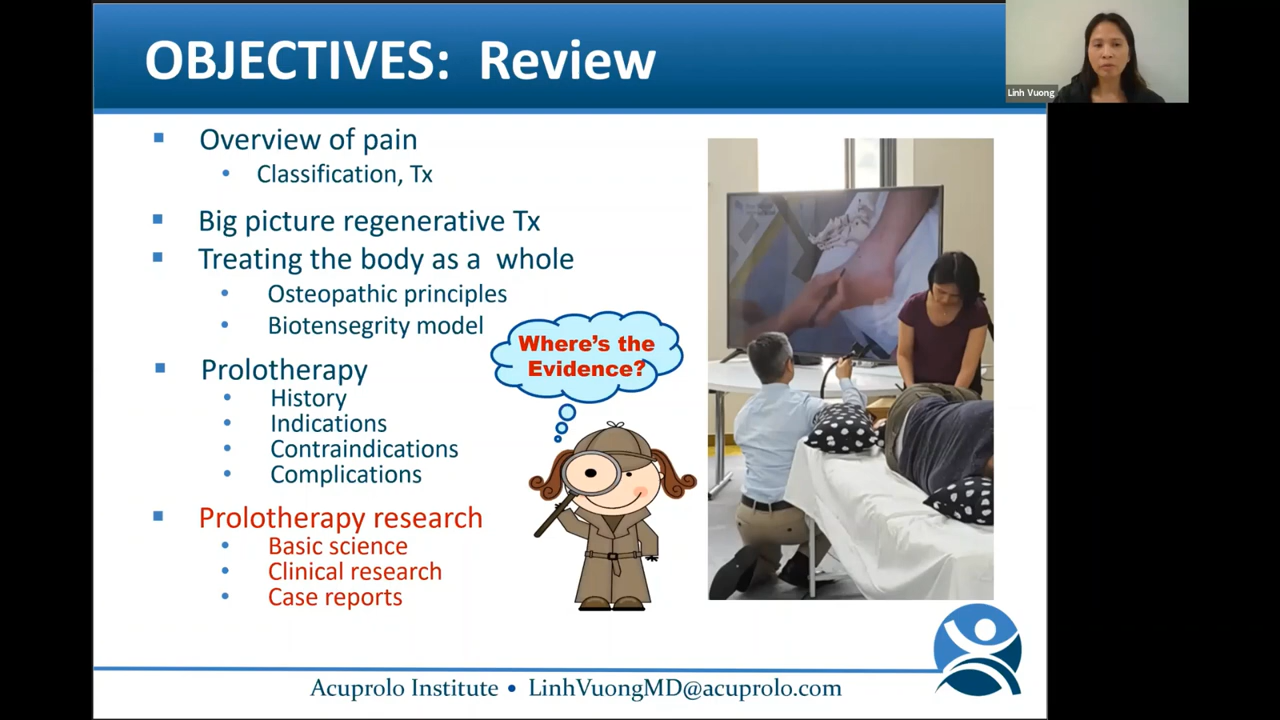 OBJECTIVES: Review
Linh Vuong
Overview of pain
Classification, Tx
Big picture regenerative Tx
Treating the body as a whole
Osteopathic principles
Biotensegrity model
Where's the
Evidence?
Prolotherapy
History
Indications
Contraindications
Complications
Prolotherapy research
Basic science
Clinical research
Case reports
Acuprolo Institute • LinhVuongMD@acuprolo.com